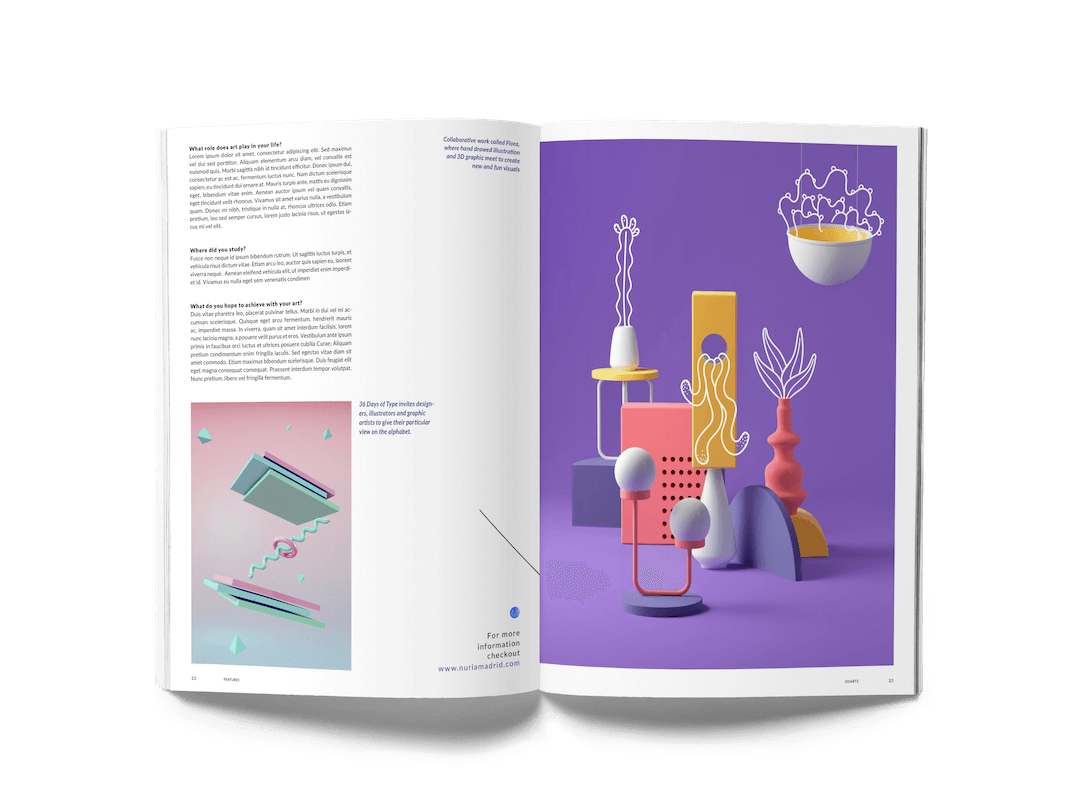 What role does art play in your life?
Lorem ipsum dolor sit amet, consectetur adipiscing elit. Sed maximus
vel dui sed porttitor. Aliquam elementum arcu diam, vel convallis est
euismod quis. Morbi sagittis nibh id tincidunt efficitur. Donec ipsum dui,
consectetur ac est ac, fermentum luctus nunc. Nam dictum scelerisque
sapien, eu tincidunt dui ornare at. Mauris turpis ante, mattis eu dignissim
eget, bibendum vitae enim. Aenean auctor ipsum vel quam convallis,
eget tincidunt velit rhoncus. Vivamus sit amet varius nulla, a vestibulum
quam. Donec mi nibh, tristique in nulla at, rhoncus ultrices odio. Etiam
pretium, leo sed semper cursus, lorem justo lacinia risus, ut egestas la-
cus mi vel elit.
Where did you study?
Fusce non neque id ipsum bibendum rutrum. Ut sagittis luctus turpis, et
vehicula risus dictum vitae. Etiam arcu leo, auctor quis sapien eu, laoreet
viverra neque. Aenean eleifend vehicula elit, ut imperdiet enim imperdi-
et id. Vivamus eu nulla eget sem venenatis condimen
What do you hope to achieve with your art?
Duis vitae pharetra leo, placerat pulvinar tellus. Morbi in dui vel mi ac-
cumsan scelerisque. Quisque eget arcu fermentum, hendrerit mauris
ac, imperdiet massa. In viverra, quam sit amet interdum facilisis, lorem
nunc lacinia magna, a posuere velit purus et eros. Vestibulum ante ipsum
primis in faucibus orci luctus et ultrices posuere cubilia Curae; Aliquam
pretium condimentum enim fringilla iaculis. Sed egestas vitae diam sit
amet commodo. Etiam maximus bibendum scelerisque. Duis feugiat elit
eget magna consequat consequat. Praesent interdum tempor volutpat.
Nunc pretium, libero vel fringilla fermentum.
Collaborative work called Flora,
where hand drawed illustration
and 3D graphic meet to create
new and fun visuals
36 Days of Type invites design-
ers, illustrators and graphic
artists to give their particular
view on the alphabet.
For more
information
checkout
www.nuriamadrid.com
22 FEATURES
23